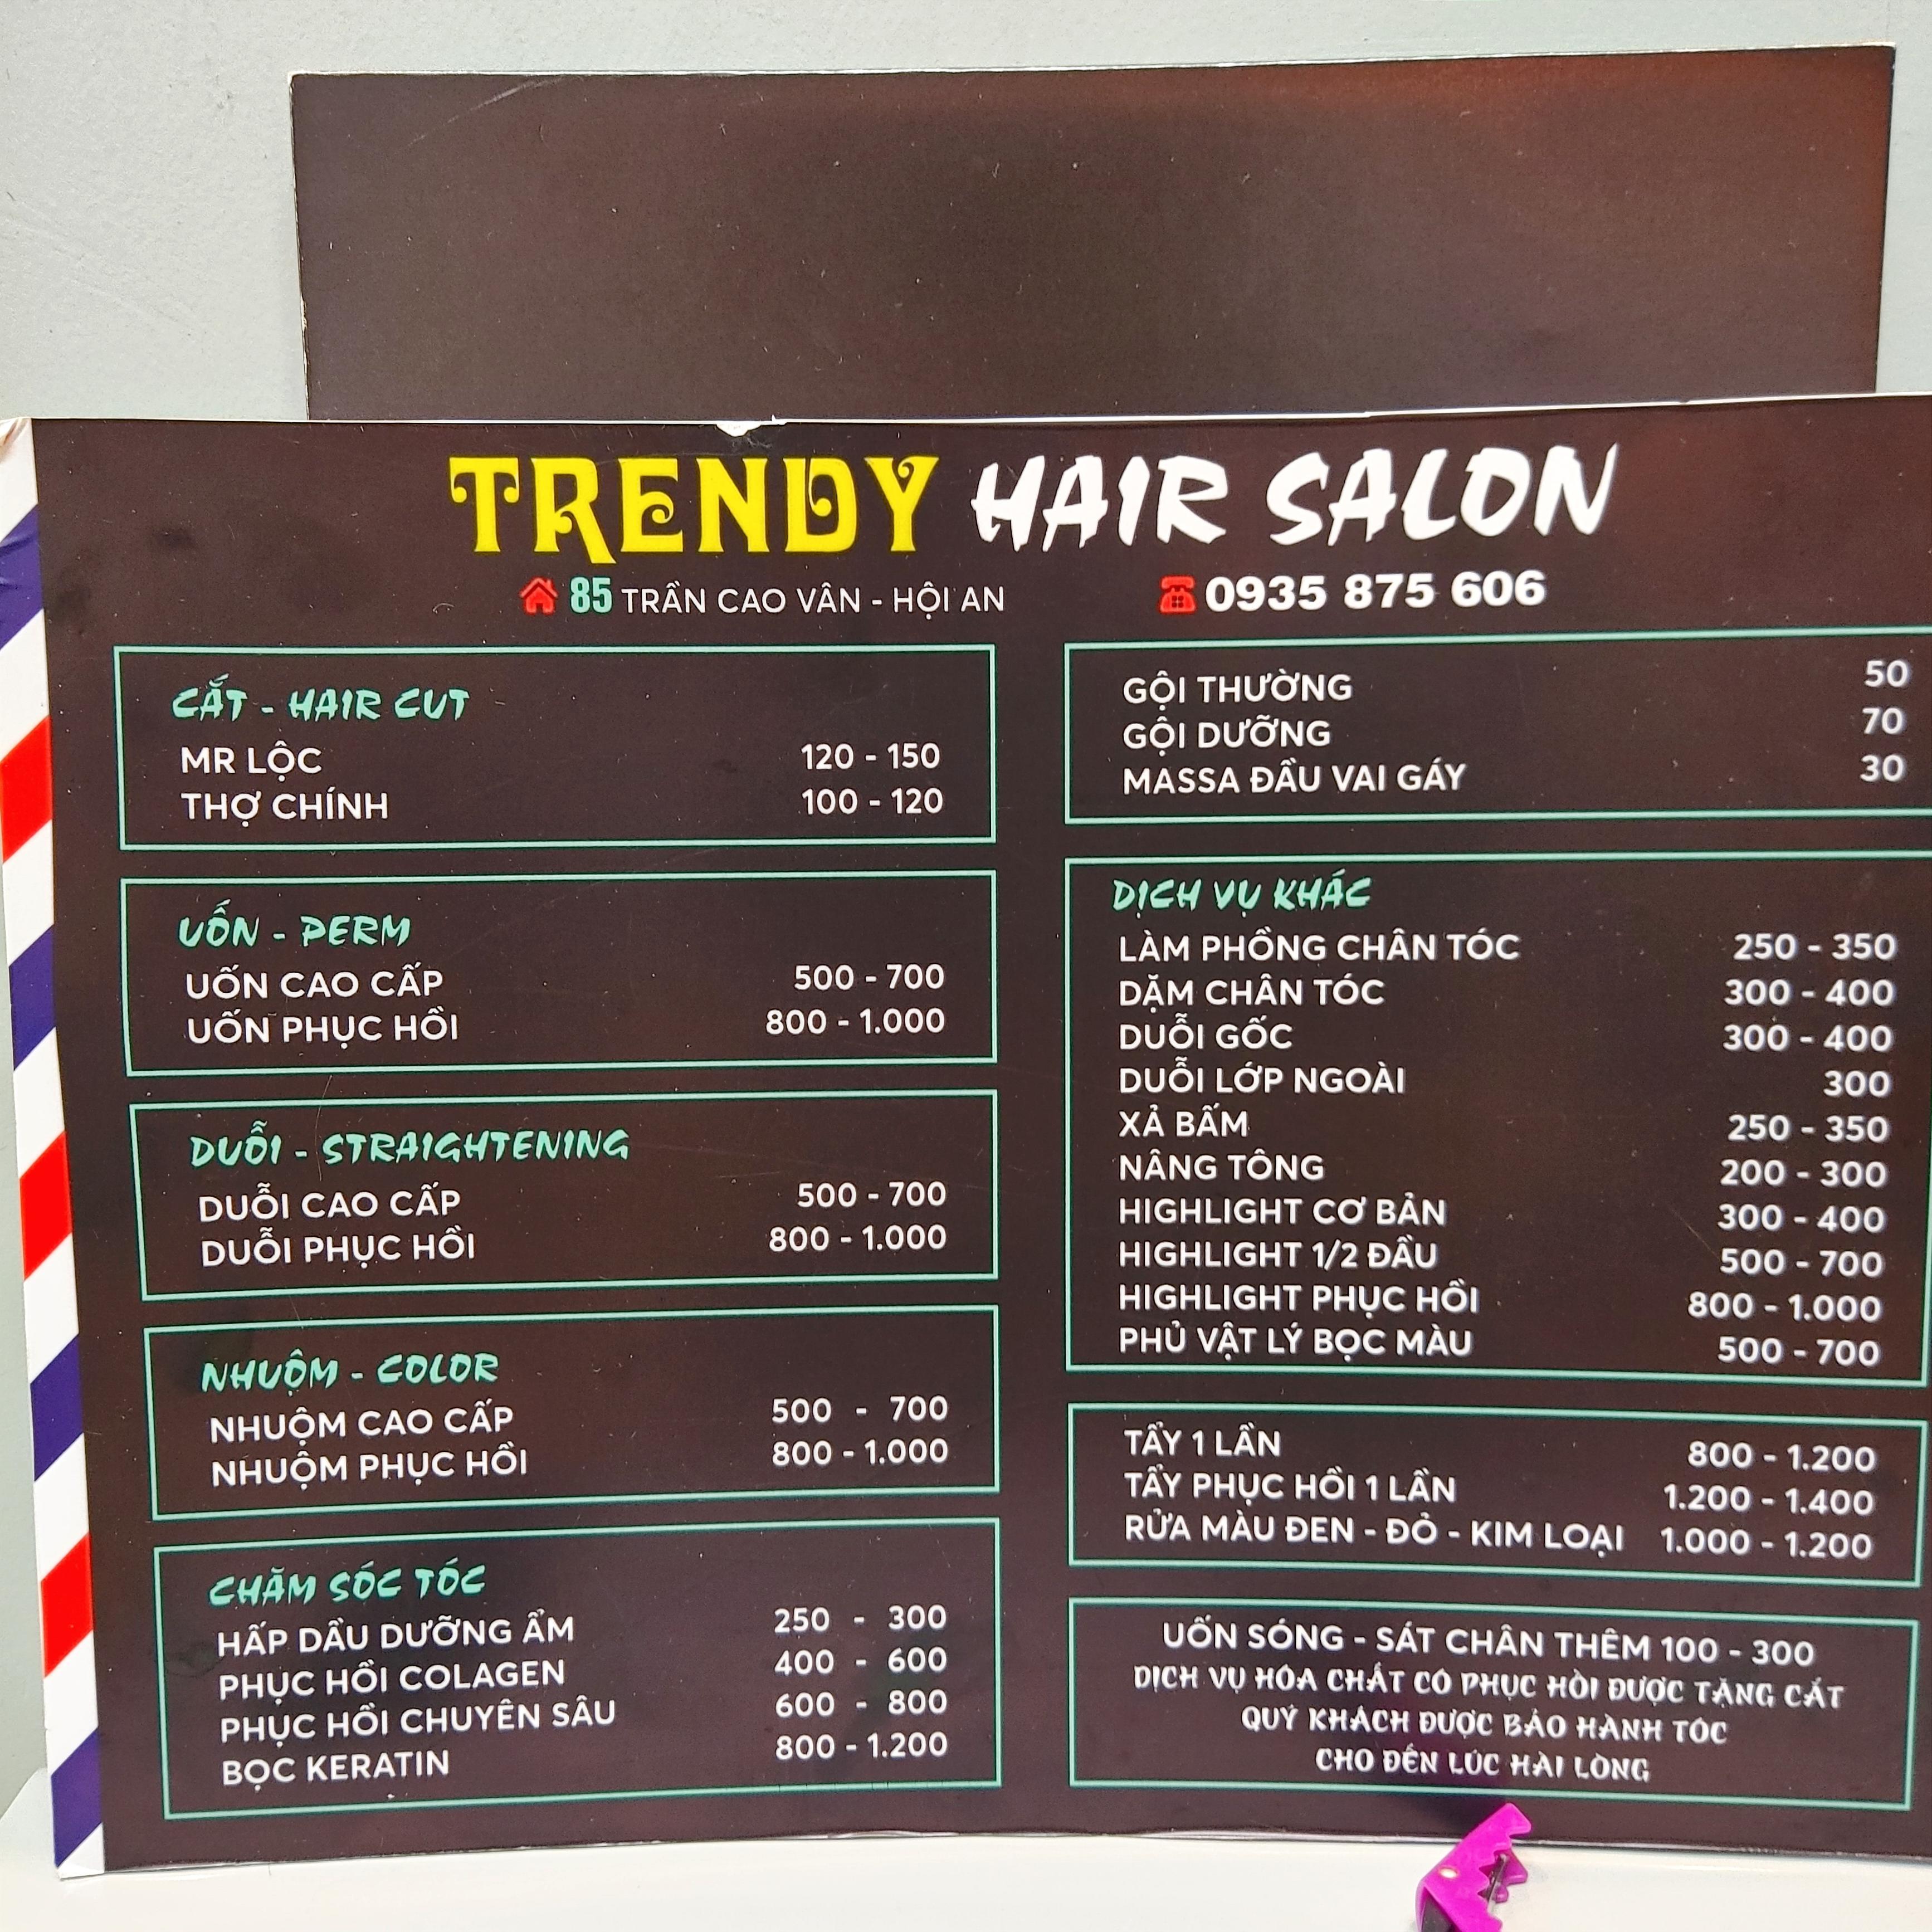 TRENDY HAIR SALON
85 TRẦN CAO VÂN - HỘI AN
0935 875 606
CẮT - HAIR CUT
MR LỘC 120 - 150
THỢ CHÍNH 100 - 120
UỐN - PERM
UỐN CAO CẤP 500 - 700
UỐN PHỤC HỒI 800 - 1.000
DUỖI - STRAIGHTENING
DUỖI CAO CẤP 500 - 700
DUỖI PHỤC HỒI 800 - 1.000
NHUỘM - COLOR
NHUỘM CAO CẤP 500 - 700
NHUỘM PHỤC HỒI 800 - 1.000
CHĂM SÓC TÓC
HẤP DẦU DƯỠNG ẨM 250 - 300
PHỤC HỒI COLAGEN 400 - 600
PHỤC HỒI CHUYÊN SÂU 600 - 800
BỌC KERATIN 800 - 1.200
GỘI THƯỜNG 50
GỘI DƯỠNG 70
MASSA ĐẦU VAI GÁY 30
DỊCH VỤ KHÁC
LÀM PHỒNG CHÂN TÓC 250 - 350
DẶM CHÂN TÓC 300 - 400
DUỖI GỐC 300 - 400
DUỖI LỚP NGOÀI 300
XẢ BẤM 250 - 350
NÂNG TÔNG 200 - 300
HIGHLIGHT CƠ BẢN 300 - 400
HIGHLIGHT 1/2 ĐẦU 500 - 700
HIGHLIGHT PHỤC HỒI 800 - 1.000
PHỦ VẬT LÝ BỌC MÀU 500 - 700
TẨY 1 LẦN 800 - 1.200
TẨY PHỤC HỒI 1 LẦN 1.200 - 1.400
RỬA MÀU ĐEN - ĐỎ - KIM LOẠI 1.000 - 1.200
UỐN SÓNG - SÁT CHÂN THÊM 100 - 300
DỊCH VỤ HÓA CHẤT CÓ PHỤC HỒI ĐƯỢC TẶNG CẮT
QUÝ KHÁCH ĐƯỢC BẢO HÀNH TÓC
CHO ĐẾN LÚC HÀI LÒNG